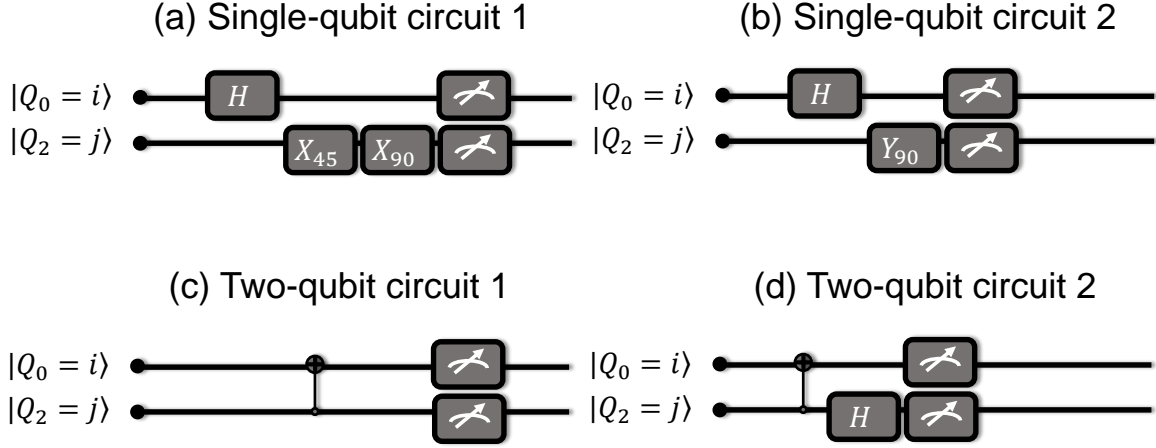 (a) Single-qubit circuit 1
|Q₀ = i⟩ H
|Q₂ = j⟩ X₄₅ X₉₀
(b) Single-qubit circuit 2
|Q₀ = i⟩ H
|Q₂ = j⟩ Y₉₀
(c) Two-qubit circuit 1
|Q₀ = i⟩
|Q₂ = j⟩
(d) Two-qubit circuit 2
|Q₀ = i⟩
|Q₂ = j⟩ H